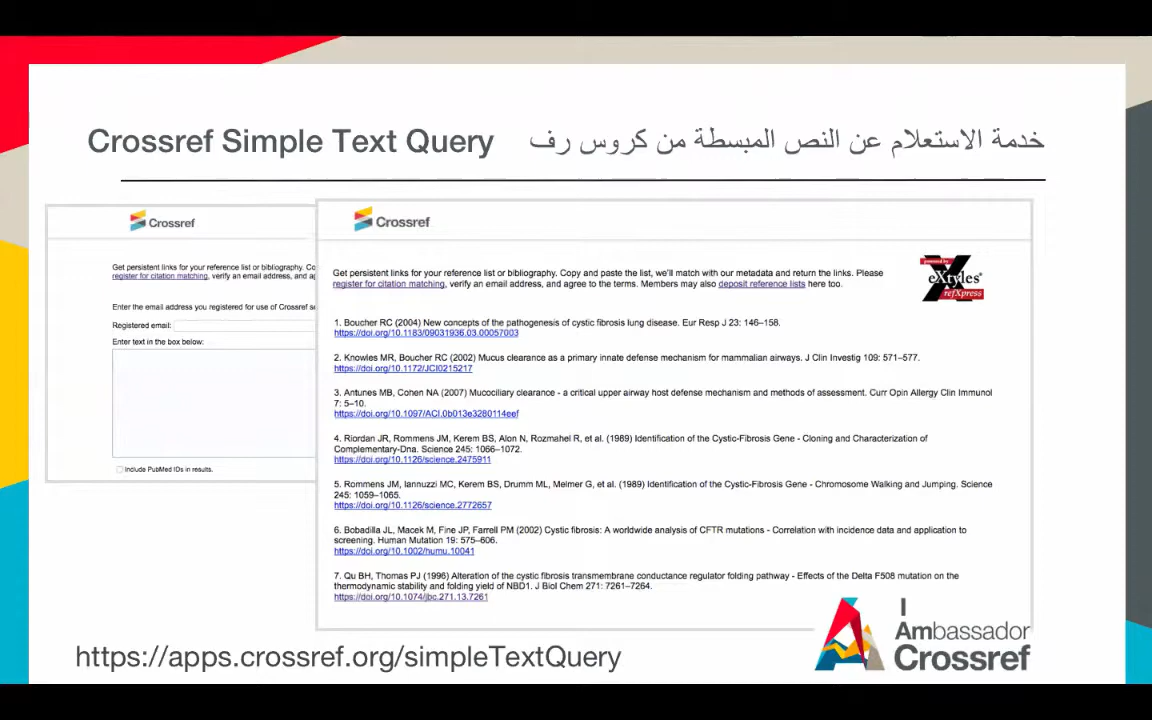 Crossref Simple Text Query
خدمة الاستعلام عن النص المبسطة من كروس رف
Crossref
Get persistent links for your reference list or bibliography. Co
register for citation matching, verify an email address, and ap
Enter the email address you registered for use of Crossref se
Registered email:
Enter text in the box below:
Include PubMed IDs in results.
Crossref
Get persistent links for your reference list or bibliography. Copy and paste the list, we'll match with our metadata and return the links. Please
register for citation matching, verify an email address, and agree to the terms. Members may also deposit reference lists here too.
powered by
eXtyles®
refXpress
1. Boucher RC (2004) New concepts of the pathogenesis of cystic fibrosis lung disease. Eur Resp J 23: 146–158.
https://doi.org/10.1183/09031936.03.00057003
2. Knowles MR, Boucher RC (2002) Mucus clearance as a primary innate defense mechanism for mammalian airways. J Clin Investig 109: 571–577.
https://doi.org/10.1172/JCI0215217
3. Antunes MB, Cohen NA (2007) Mucociliary clearance - a critical upper airway host defense mechanism and methods of assessment. Curr Opin Allergy Clin Immunol
7: 5–10.
https://doi.org/10.1097/ACI.0b013e3280114eef
4. Riordan JR, Rommens JM, Kerem BS, Alon N, Rozmahel R, et al. (1989) Identification of the Cystic-Fibrosis Gene - Cloning and Characterization of
Complementary-Dna. Science 245: 1066–1072.
https://doi.org/10.1126/science.2475911
5. Rommens JM, Iannuzzi MC, Kerem BS, Drumm ML, Melmer G, et al. (1989) Identification of the Cystic-Fibrosis Gene - Chromosome Walking and Jumping. Science
245: 1059–1065.
https://doi.org/10.1126/science.2772657
6. Bobadilla JL, Macek M, Fine JP, Farrell PM (2002) Cystic fibrosis: A worldwide analysis of CFTR mutations - Correlation with incidence data and application to
screening. Human Mutation 19: 575–606.
https://doi.org/10.1002/humu.10041
7. Qu BH, Thomas PJ (1996) Alteration of the cystic fibrosis transmembrane conductance regulator folding pathway - Effects of the Delta F508 mutation on the
thermodynamic stability and folding yield of NBD1. J Biol Chem 271: 7261–7264.
https://doi.org/10.1074/jbc.271.13.7261
https://apps.crossref.org/simpleTextQuery
I
Ambassador
Crossref